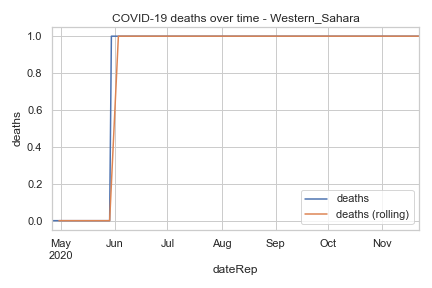 COVID-19 deaths over time - Western_Sahara
deaths
1.0
0.8
0.6
0.4
0.2
0.0
deaths
deaths (rolling)
May Jun Jul Aug Sep Oct Nov
2020
dateRep